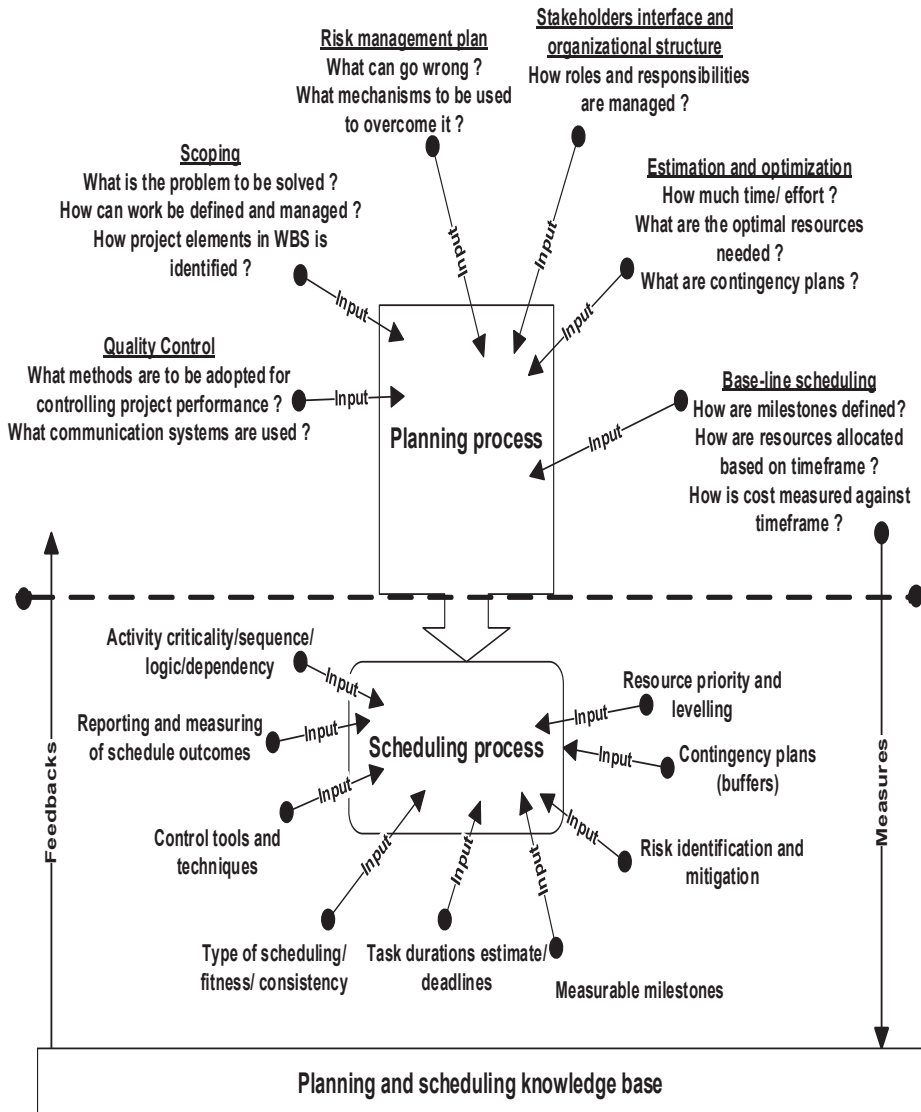 Stakeholders interface and
organizational structure
How roles and responsibilities
are managed ?
Risk management plan
What can go wrong ?
What mechanisms to be used
to overcome it ?
Scoping
What is the problem to be solved ?
How can work be defined and managed ?
How project elements in WBS is
identified ?
Estimation and optimization
How much time/ effort ?
What are the optimal resources
needed ?
What are contingency plans ?
Input
Input
Input
Input
Quality Control
What methods are to be adopted for
controlling project performance ?
What communication systems are used ?
Input
Planning process
Input
Base-line scheduling
How are milestones defined?
How are resources allocated
based on timeframe ?
How is cost measured against
timeframe ?
Activity criticality/sequence/
logic/dependency
Input
Reporting and measuring
of schedule outcomes
Input
Control tools and
techniques
Input
Scheduling process
Resource priority and
levelling
Input
Contingency plans
(buffers)
Input
Risk identification and
mitigation
Input
Input
Input
Input
Type of scheduling/
fitness/ consistency
Task durations estimate/
deadlines
Measurable milestones
Feedbacks
Measures
Planning and scheduling knowledge base